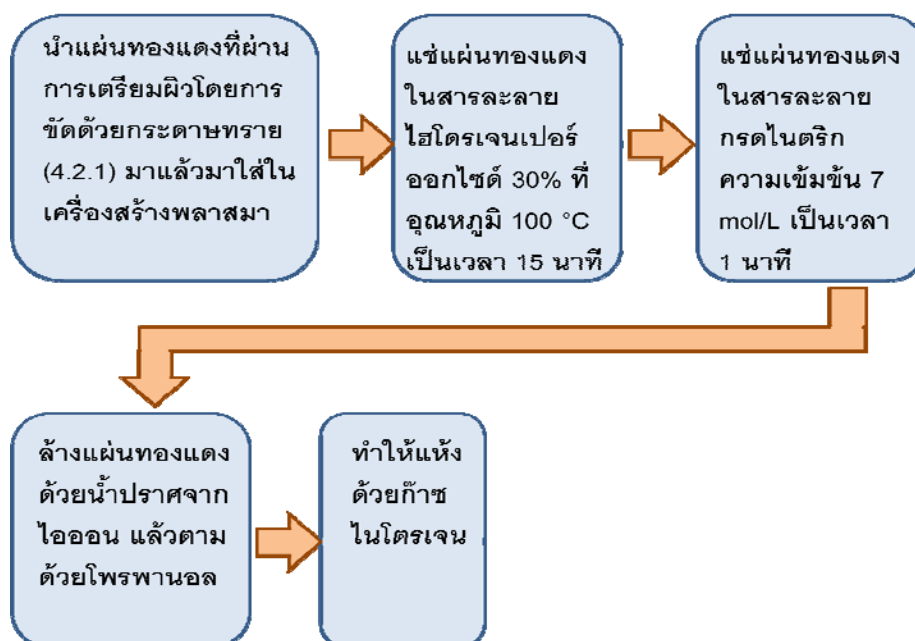 นำแผ่นทองแดงที่ผ่าน
การเตรียมผิวโดยการ
ขัดด้วยกระดาษทราย
(4.2.1) มาแล้วมาใส่ใน
เครื่องสร้างพลาสมา
แช่แผ่นทองแดง
ในสารละลาย
ไฮโดรเจนเปอร์
ออกไซด์ 30% ที่
อุณหภูมิ 100 °C
เป็นเวลา 15 นาที
แช่แผ่นทองแดง
ในสารละลาย
กรดไนตริก
ความเข้มข้น 7
mol/L เป็นเวลา
1 นาที
ล้างแผ่นทองแดง
ด้วยน้ำปราศจาก
ไอออน แล้วตาม
ด้วยโพรพานอล
ทำให้แห้ง
ด้วยก๊าซ
ไนโตรเจน